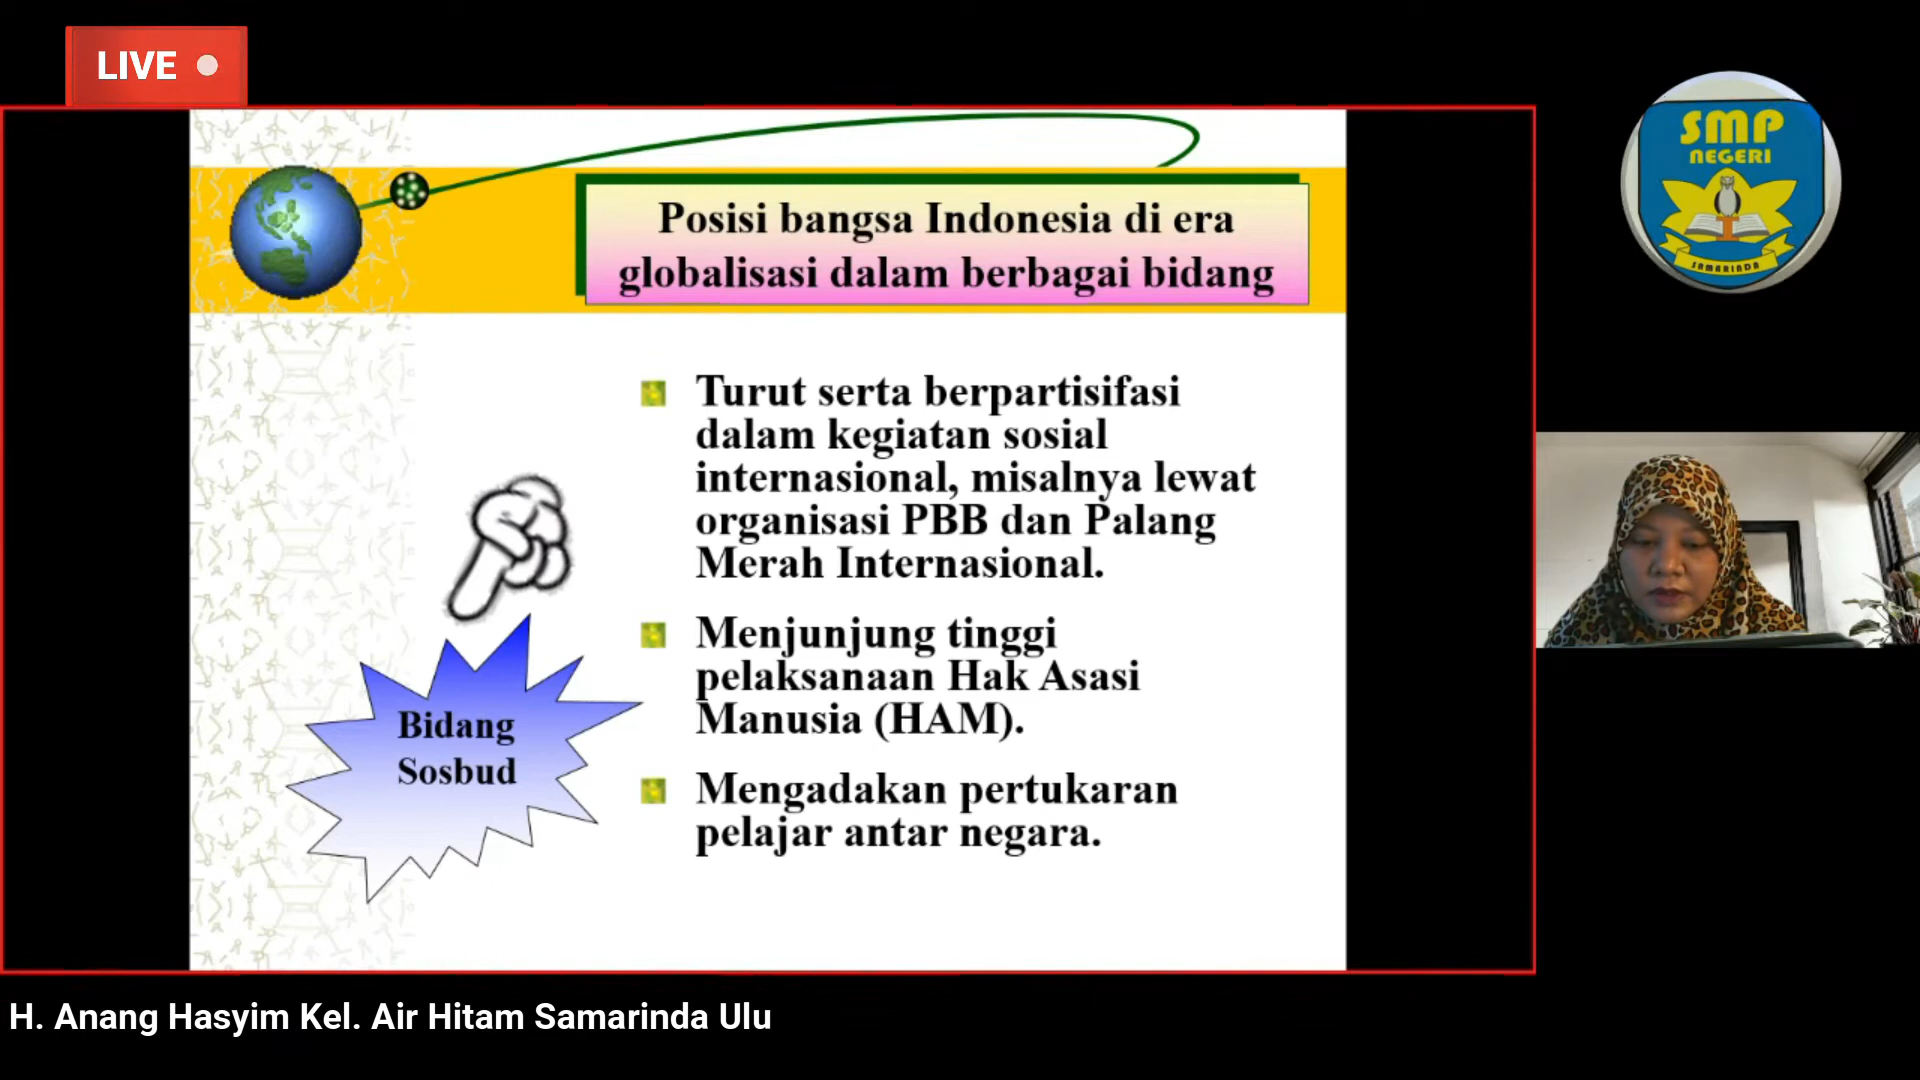 LIVE
SMP
NEGERI
SAMARINDA
Posisi bangsa Indonesia di era
globalisasi dalam berbagai bidang
Turut serta berpartisifasi
dalam kegiatan sosial
internasional, misalnya lewat
organisasi PBB dan Palang
Merah Internasional.
Menjunjung tinggi
pelaksanaan Hak Asasi
Manusia (HAM).
Mengadakan pertukaran
pelajar antar negara.
Bidang
Sosbud
H. Anang Hasyim Kel. Air Hitam Samarinda Ulu